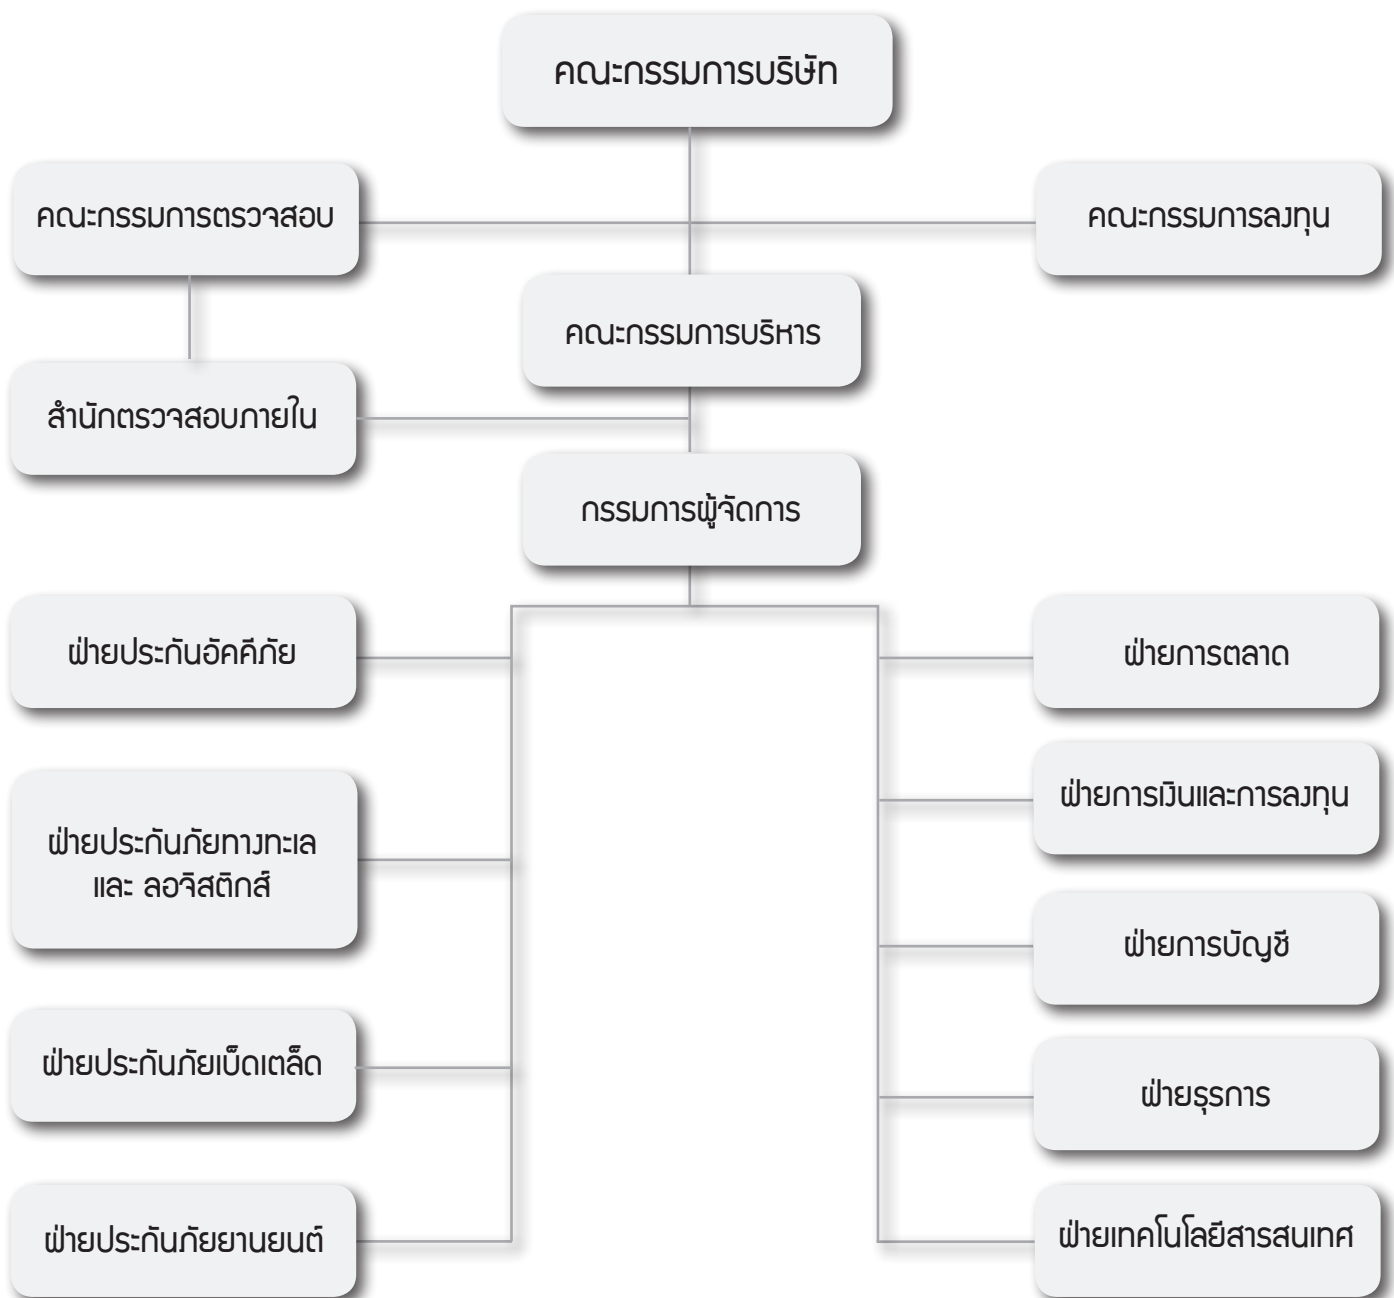 คณะกรรมการบริษัท
คณะกรรมการตรวจสอบ
คณะกรรมการลงทุน
คณะกรรมการบริหาร
สำนักตรวจสอบภายใน
กรรมการผู้จัดการ
ฝ่ายประกันอัคคีภัย
ฝ่ายการตลาด
ฝ่ายการเงินและการลงทุน
ฝ่ายประกันภัยทางทะเล
และ ลอจิสติกส์
ฝ่ายการบัญชี
ฝ่ายประกันภัยเบ็ดเตล็ด
ฝ่ายธุรการ
ฝ่ายประกันภัยยานยนต์
ฝ่ายเทคโนโลยีสารสนเทศ